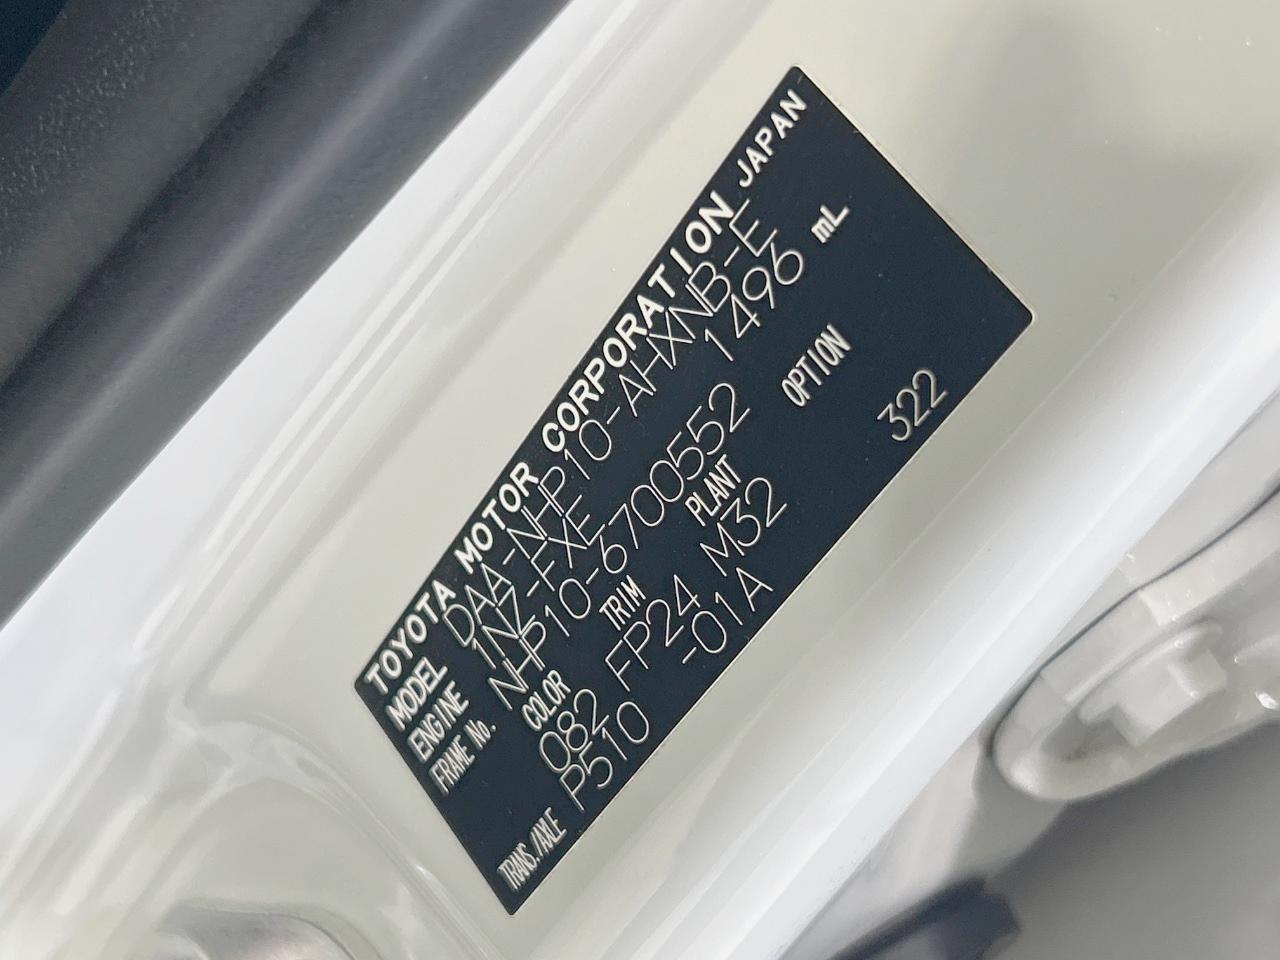 TOYOTA MOTOR CORPORATION JAPAN
MODEL DAA-NHP10-AHXNB-E
ENGINE 1NZ-FXE 1496 mL
FRAME No. NHP10-6700552
COLOR TRIM PLANT OPTION
082 FP24 M32 322
TRANS./AXLE P510 -01A